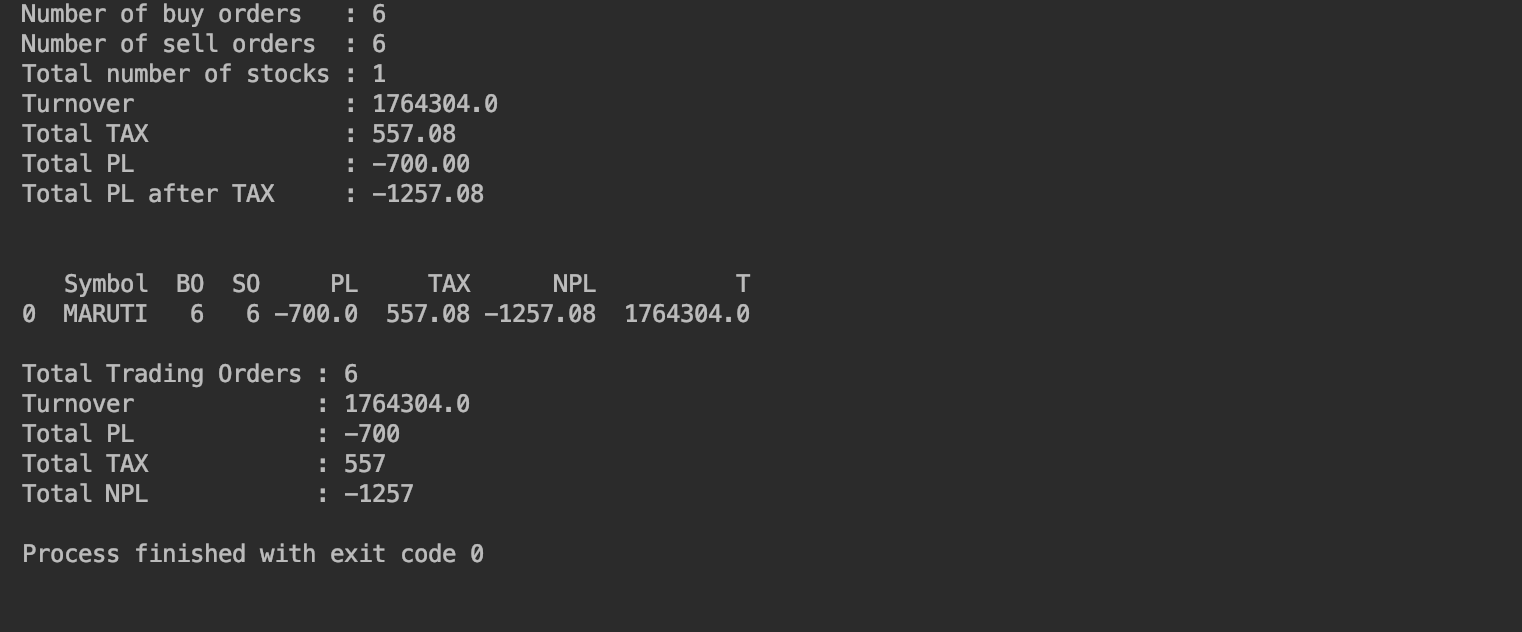 Number of buy orders   : 6
Number of sell orders  : 6
Total number of stocks : 1
Turnover               : 1764304.0
Total TAX              : 557.08
Total PL               : -700.00
Total PL after TAX     : -1257.08
   Symbol  BO  SO     PL     TAX      NPL          T
0  MARUTI   6   6 -700.0  557.08 -1257.08  1764304.0
Total Trading Orders : 6
Turnover             : 1764304.0
Total PL             : -700
Total TAX            : 557
Total NPL            : -1257
Process finished with exit code 0